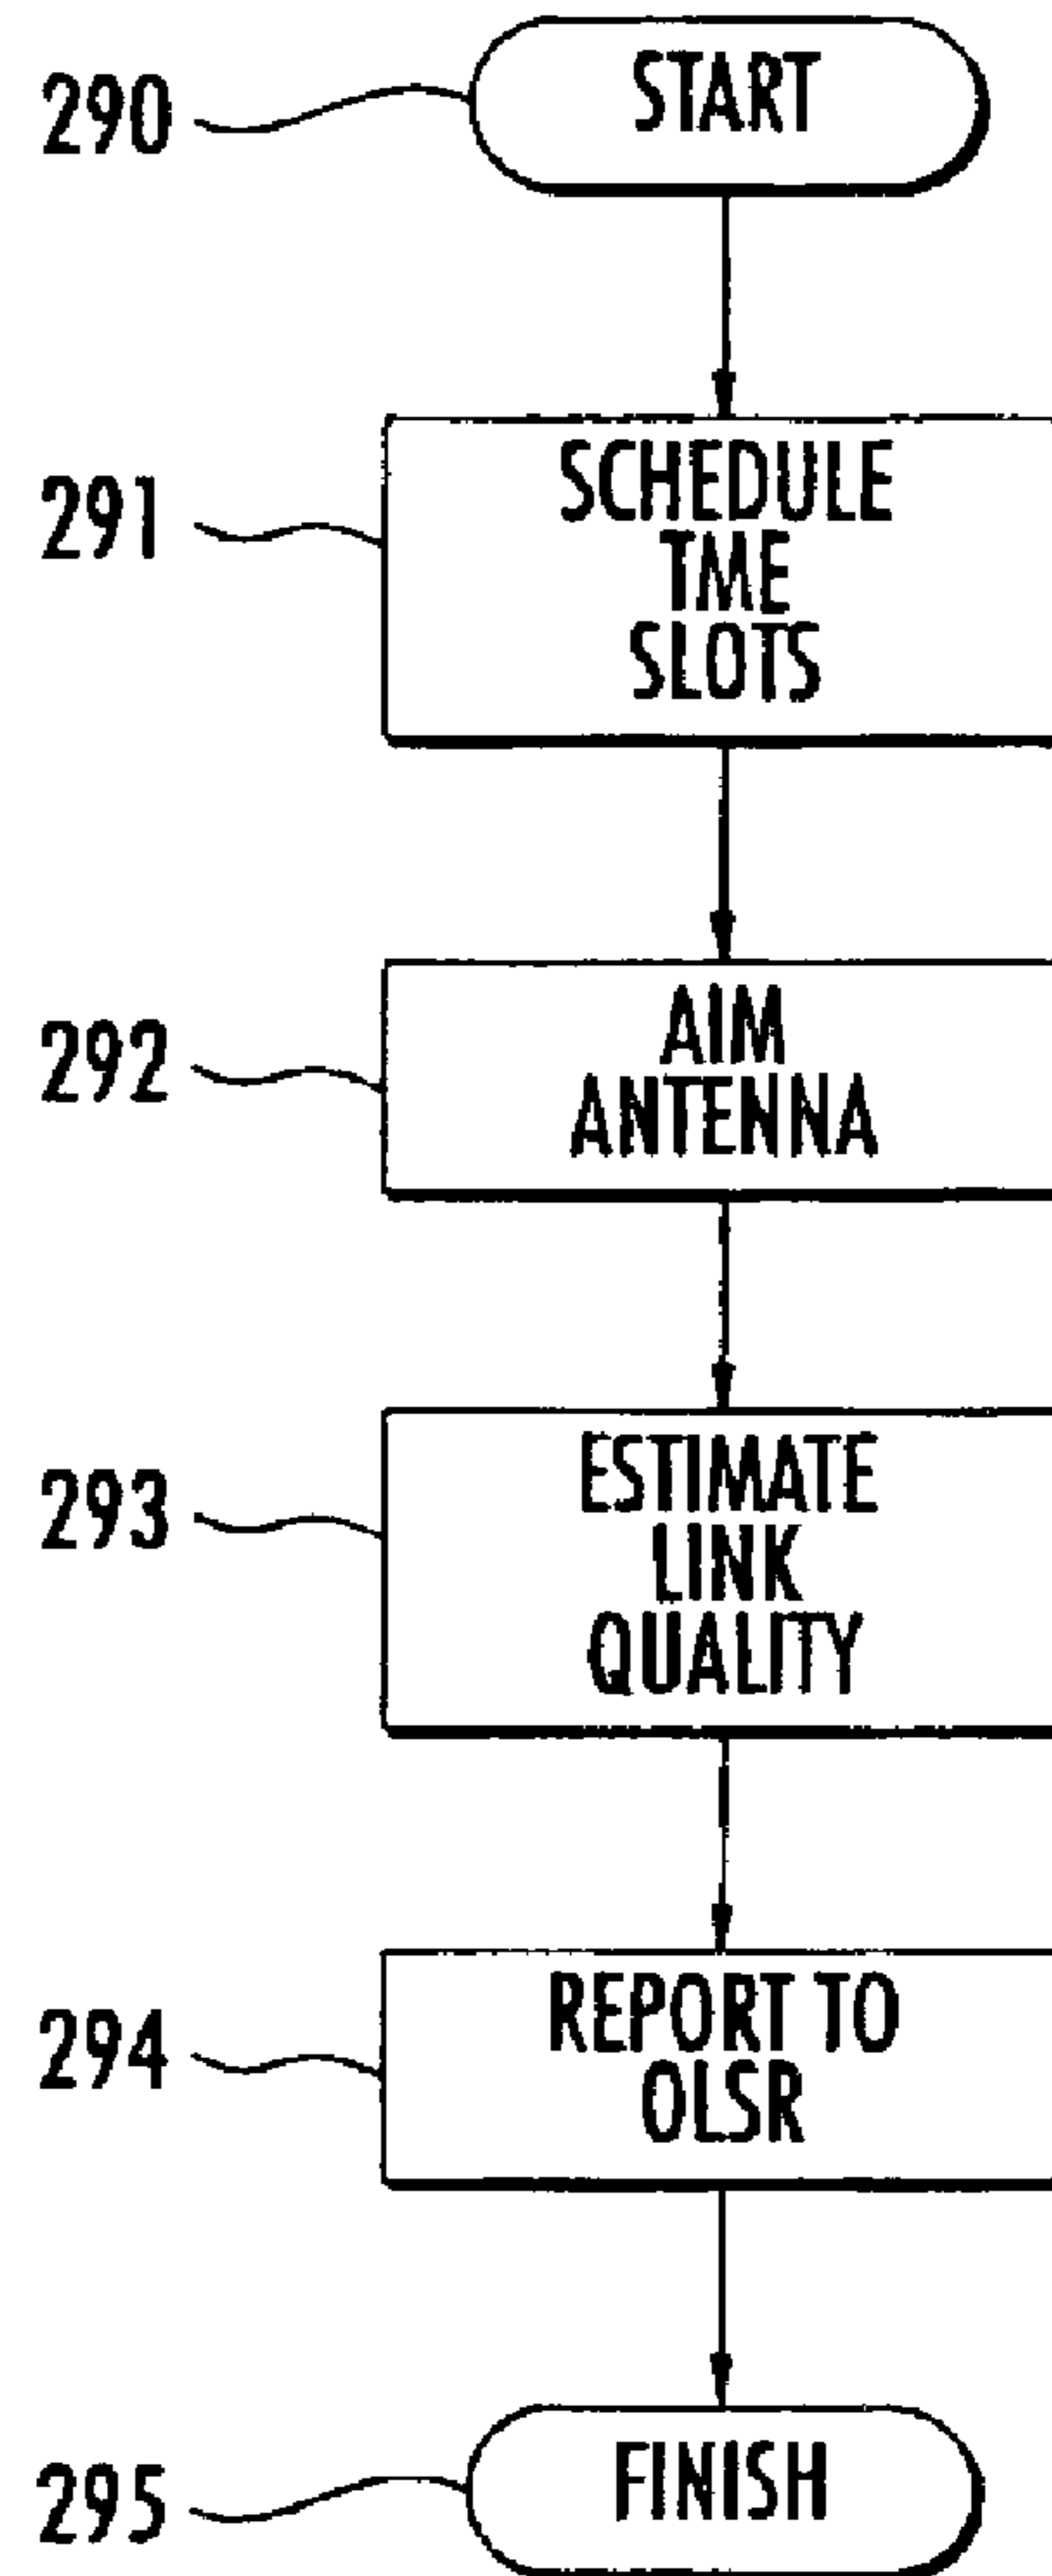 290
START
291
SCHEDULE
TME
SLOTS
292
AIM
ANTENNA
293
ESTIMATE
LINK
QUALITY
294
REPORT TO
OLSR
295
FINISH